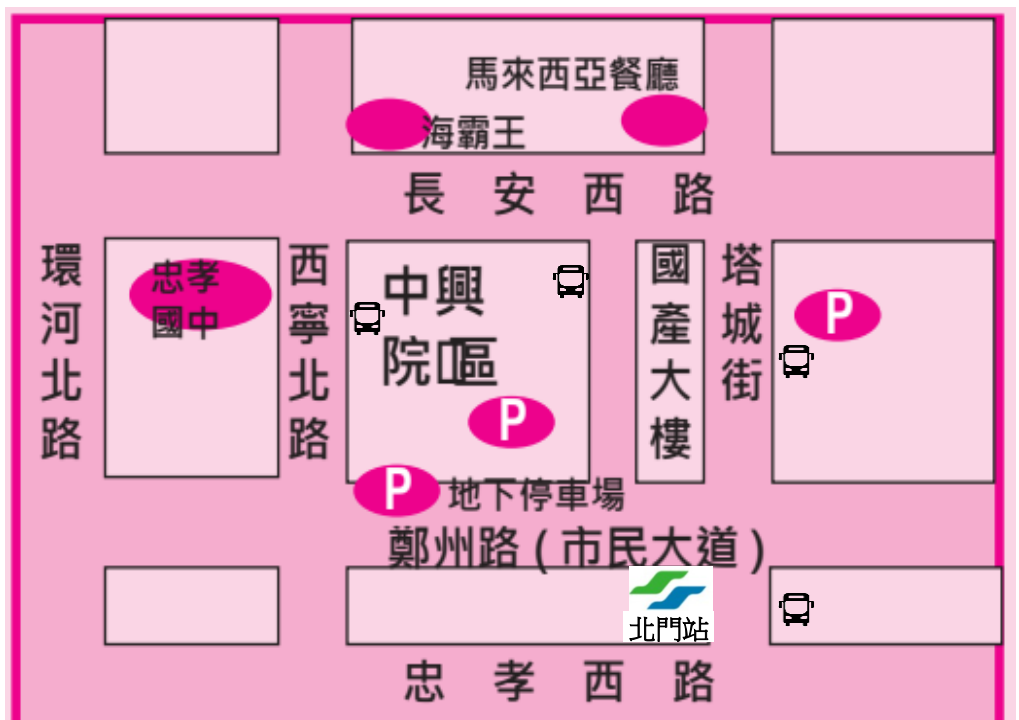 馬來西亞餐廳
海霸王
長安西路
環河北路
忠孝
國中
西寧北路
中興
院區
國產大樓
塔城街
P
P
P
地下停車場
鄭州路(市民大道)
北門站
忠孝西路